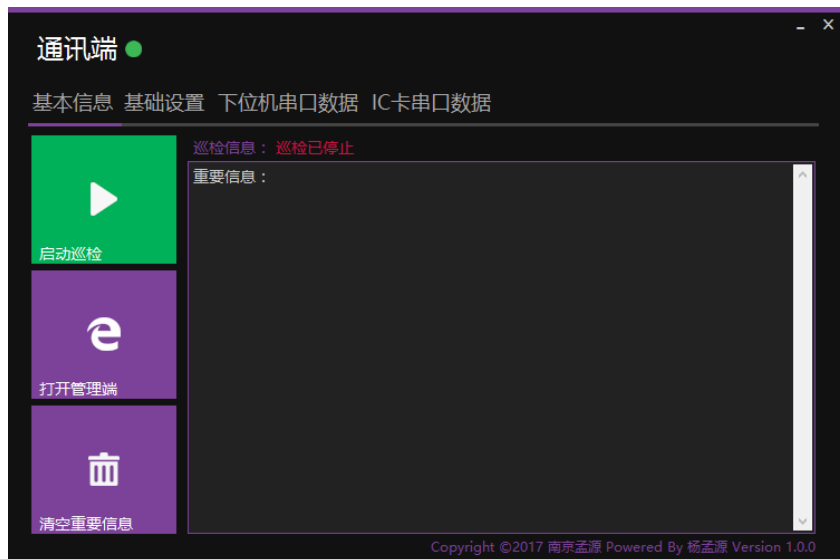 通讯端
基本信息 基础设置 下位机串口数据 IC卡串口数据
巡检信息：巡检已停止
重要信息：
启动巡检
打开管理端
清空重要信息
Copyright ©2017 南京孟源 Powered By 杨孟源 Version 1.0.0